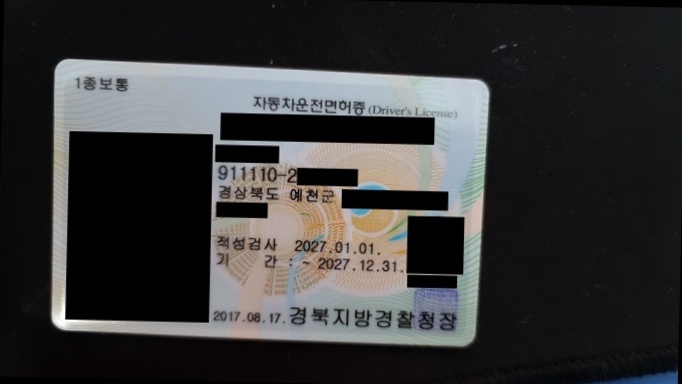 1종보통
자동차운전면허증 (Driver's License)
911110-2
경상북도 예천군
적성검사 2027.01.01.
기 간 : ~ 2027.12.31.
2017.08.17. 경북지방경찰청장